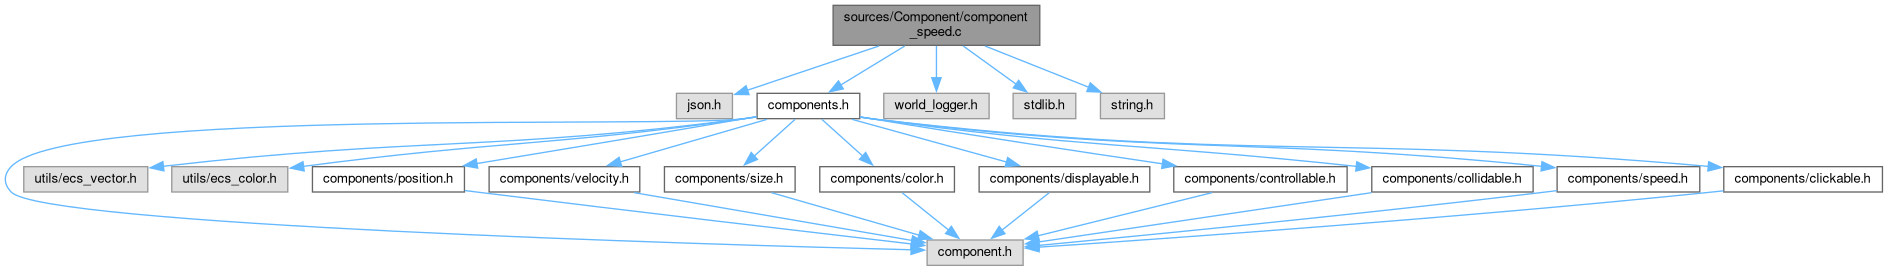 sources/Component/component
_speed.c
json.h
components.h
world_logger.h
stdlib.h
string.h
utils/ecs_vector.h
utils/ecs_color.h
components/position.h
components/velocity.h
components/size.h
components/color.h
components/displayable.h
components/controllable.h
components/collidable.h
components/speed.h
components/clickable.h
component.h